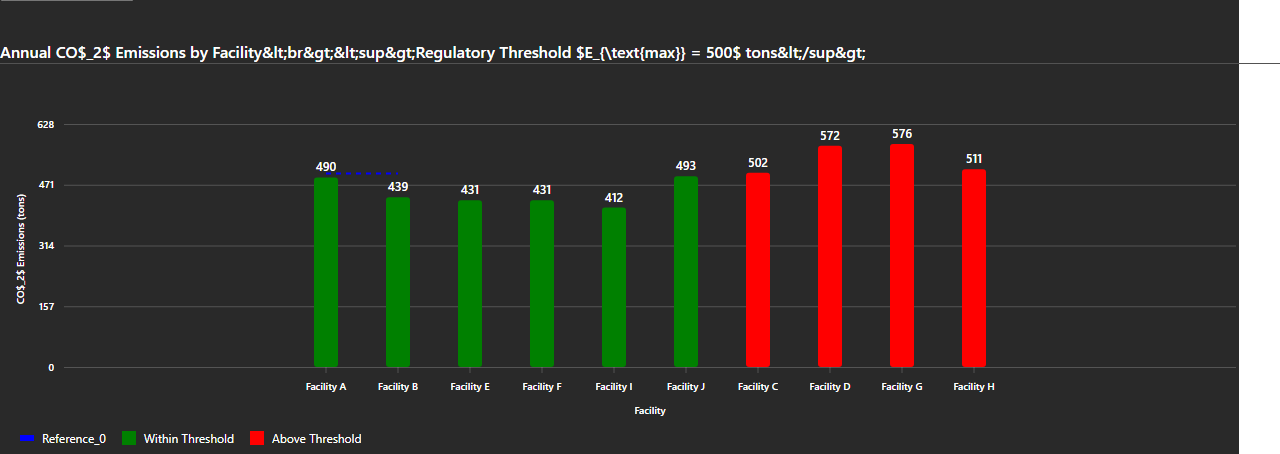 Annual CO$_2$ Emissions by Facility&lt;br&gt;&lt;sup&gt;Regulatory Threshold $E_{\text{max}} = 500$ tons&lt;/sup&gt;
628
471
314
157
0
CO$_2$ Emissions (tons)
490
439
431
431
412
493
502
572
576
511
Facility A
Facility B
Facility E
Facility F
Facility I
Facility J
Facility C
Facility D
Facility G
Facility H
Facility
Reference_0
Within Threshold
Above Threshold